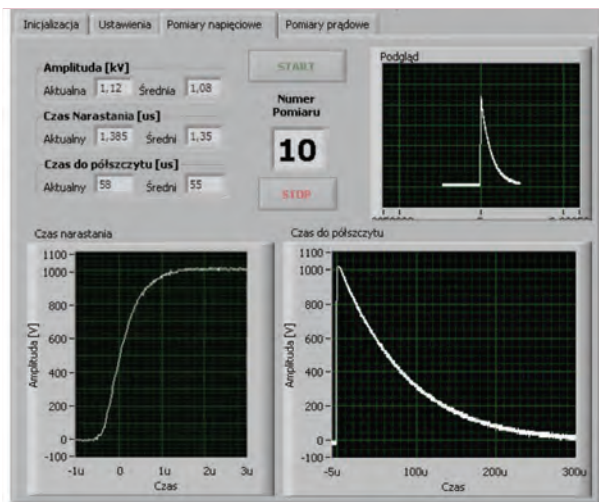 Inicjalizacja Ustawienia Pomiary napięciowe Pomiary prądowe
Amplituda [kV]
Aktualna 1,12 Średnia 1,08
Czas Narastania [us]
Aktualny 1,385 Średni 1,35
Czas do półszczytu [us]
Aktualny 58 Średni 55
START
Numer
Pomiaru
10
STOP
Podgląd
0
Czas narastania
Amplituda [V]
1100
1000
800
600
400
200
0
-100
-1u 0 1u 2u 3u
Czas
Czas do półszczytu
Amplituda [V]
1100
1000
800
600
400
200
0
-100
-5u 100u 200u 300u
Czas